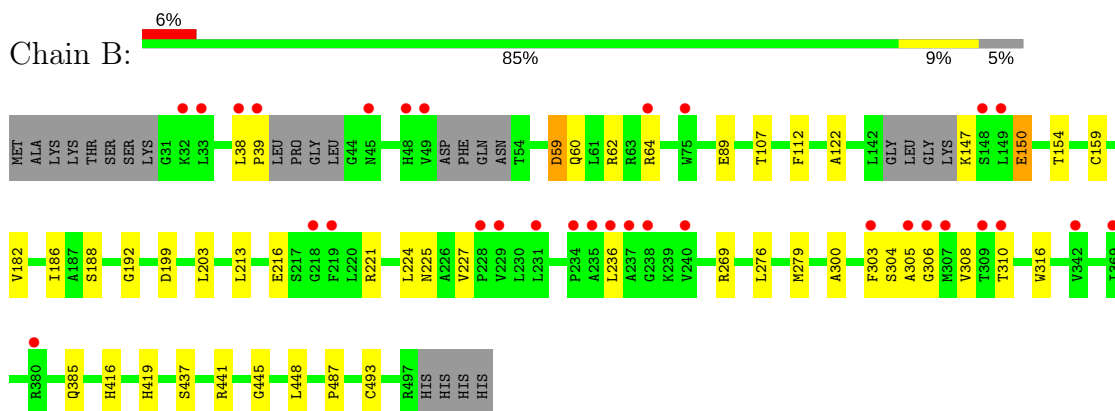 6%
Chain B:
85% 9% 5%
MET ALA LYS LYS THR SER SER LYS G31 K32 L33 L38 P39 LEU PRO GLY LEU G44 N45 H48 V49 ASP PHE GLN ASN T54 D59 Q60 L61 R62 R63 R64 W75 E89 T107 F112 A122 L142 GLY LEU GLY LYS K147 S148 L149 E150 T154 C159
V182 I186 A187 S188 G192 D199 L203 L213 E216 S217 G218 F219 L220 R221 L224 N225 A226 V227 P228 V229 L230 L231 P234 A235 L236 A237 G238 K239 V240 R269 L276 M279 A300 F303 S304 A305 G306 M307 V308 T309 T310 W316 V342
R380 Q385 H416 H419 S437 R441 G445 L448 P487 C493 R497 HIS HIS HIS HIS